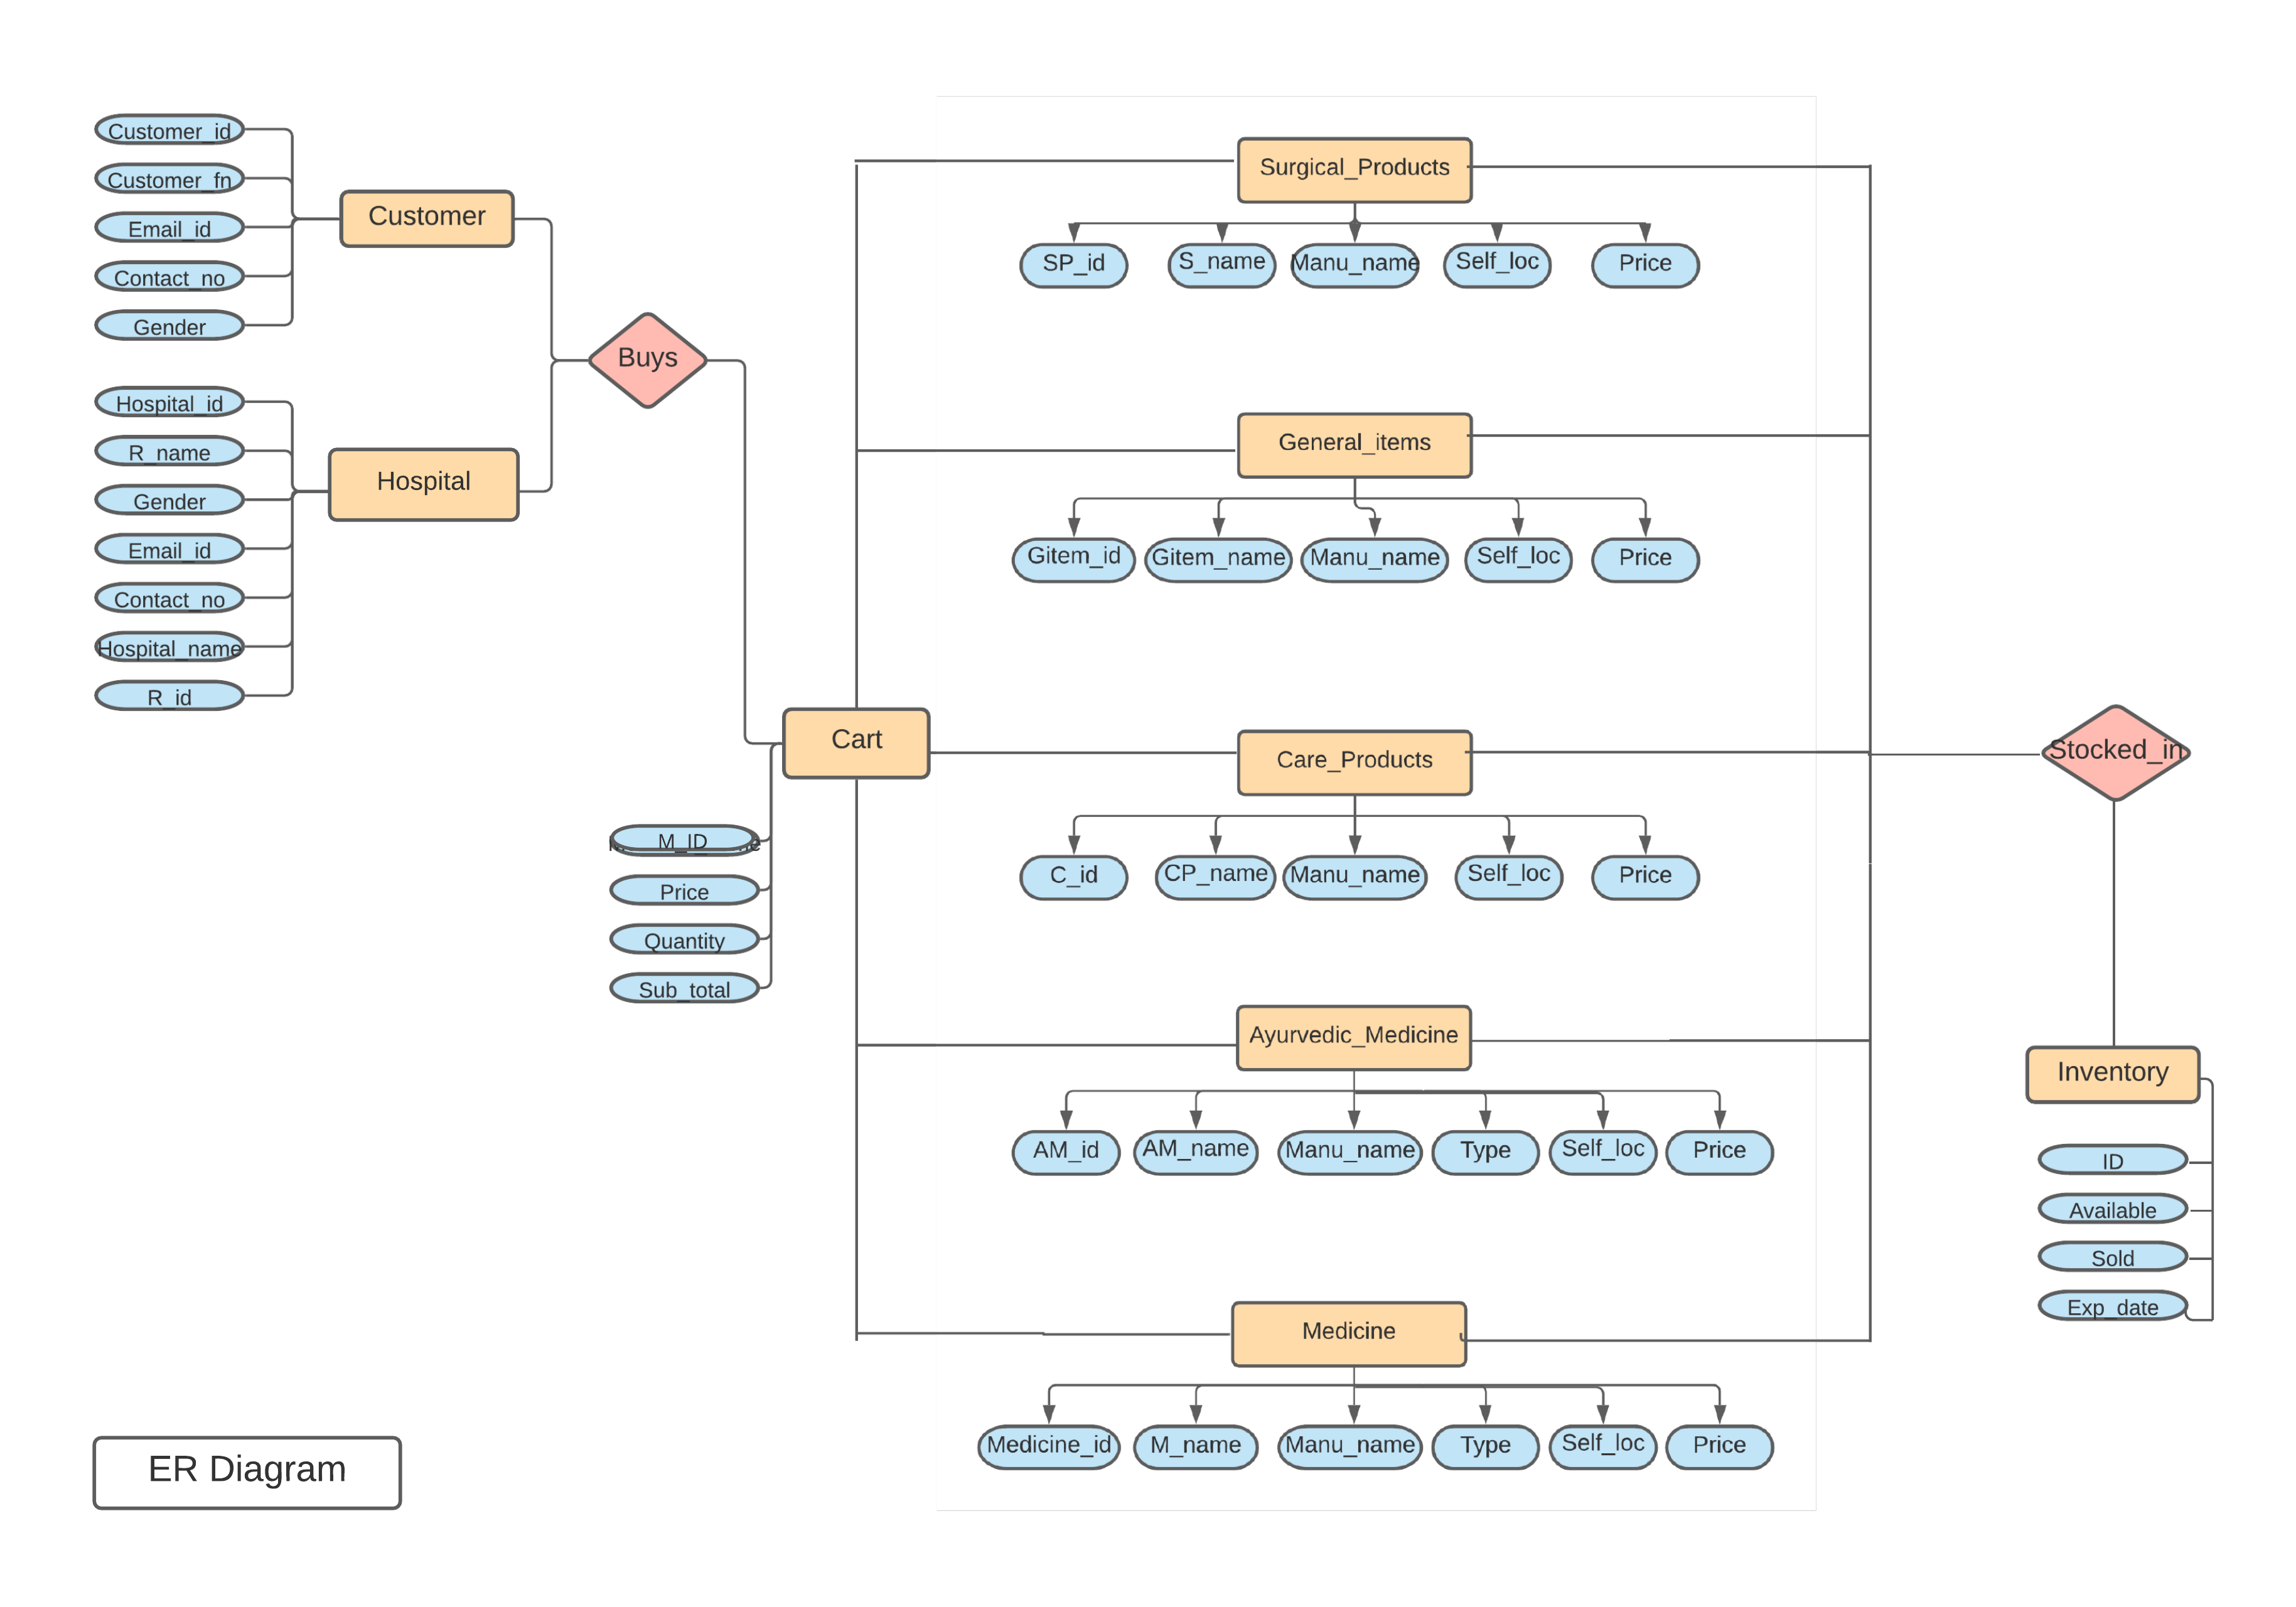 Customer_id
Customer_fn
Email_id
Contact_no
Gender
Customer
Hospital_id
R_name
Gender
Email_id
Contact_no
Hospital_name
R_id
Hospital
Buys
Cart
M_ID
Price
Quantity
Sub_total
Surgical_Products
SP_id
S_name
Manu_name
Self_loc
Price
General_items
Gitem_id
Gitem_name
Manu_name
Self_loc
Price
Care_Products
C_id
CP_name
Manu_name
Self_loc
Price
Ayurvedic_Medicine
AM_id
AM_name
Manu_name
Type
Self_loc
Price
Medicine
Medicine_id
M_name
Manu_name
Type
Self_loc
Price
Stocked_in
Inventory
ID
Available
Sold
Exp_date
ER Diagram